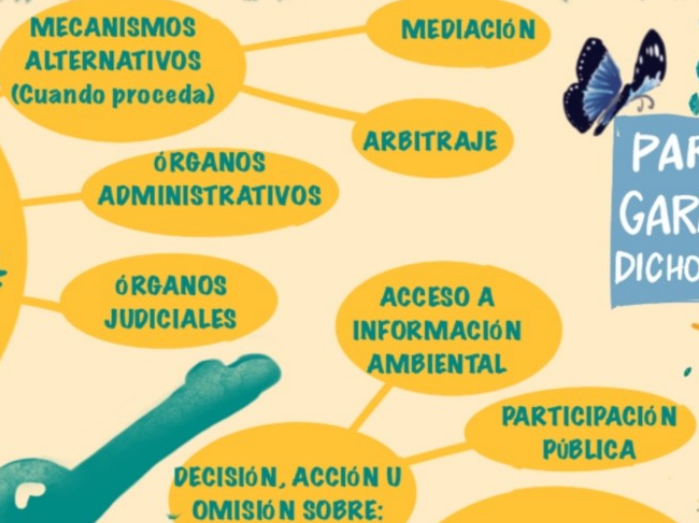 MECANISMOS
ALTERNATIVOS
(Cuando proceda)
MEDIACIÓN
ARBITRAJE
ÓRGANOS
ADMINISTRATIVOS
ÓRGANOS
JUDICIALES
ACCESO A
INFORMACIÓN
AMBIENTAL
PARTICIPACIÓN
PÚBLICA
DECISIÓN, ACCIÓN U
OMISIÓN SOBRE: